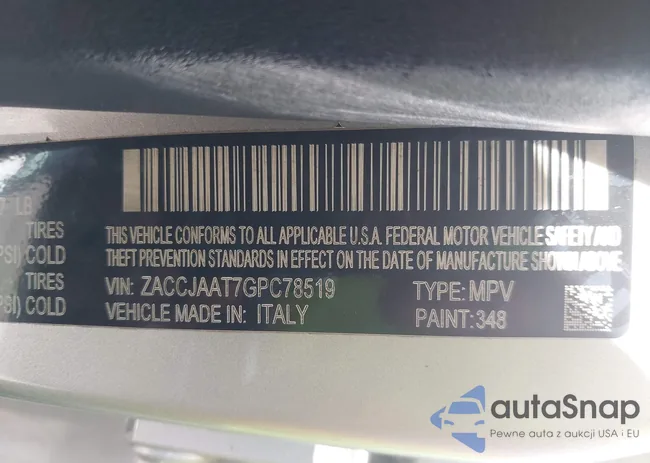 7 LB
TIRES
PSI) COLD
TIRES
PSI) COLD
THIS VEHICLE CONFORMS TO ALL APPLICABLE U.S.A. FEDERAL MOTOR VEHICLE SAFETY AND
THEFT PREVENTION STANDARDS IN EFFECT ON THE DATE OF MANUFACTURE SHOWN ABOVE
VIN: ZACCJAAT7GPC78519 TYPE: MPV
VEHICLE MADE IN: ITALY PAINT:348
autaSnap
Pewne auta z aukcji USA i EU